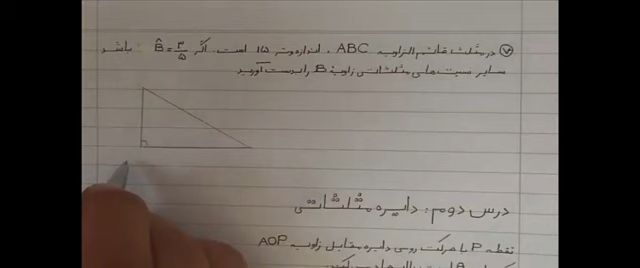 ۷ در مثلث قائم الزاویه ABC ، اندازه وتر ۱۵ است. اگر B̂ = ۳/۵ باشد
سایر نسبت های مثلثاتی زاویهٔ B را بدست آورید
درس دوم: دایره مثلثاتی
نقطه P با حرکت روی دایره مقابل زاویه AOP